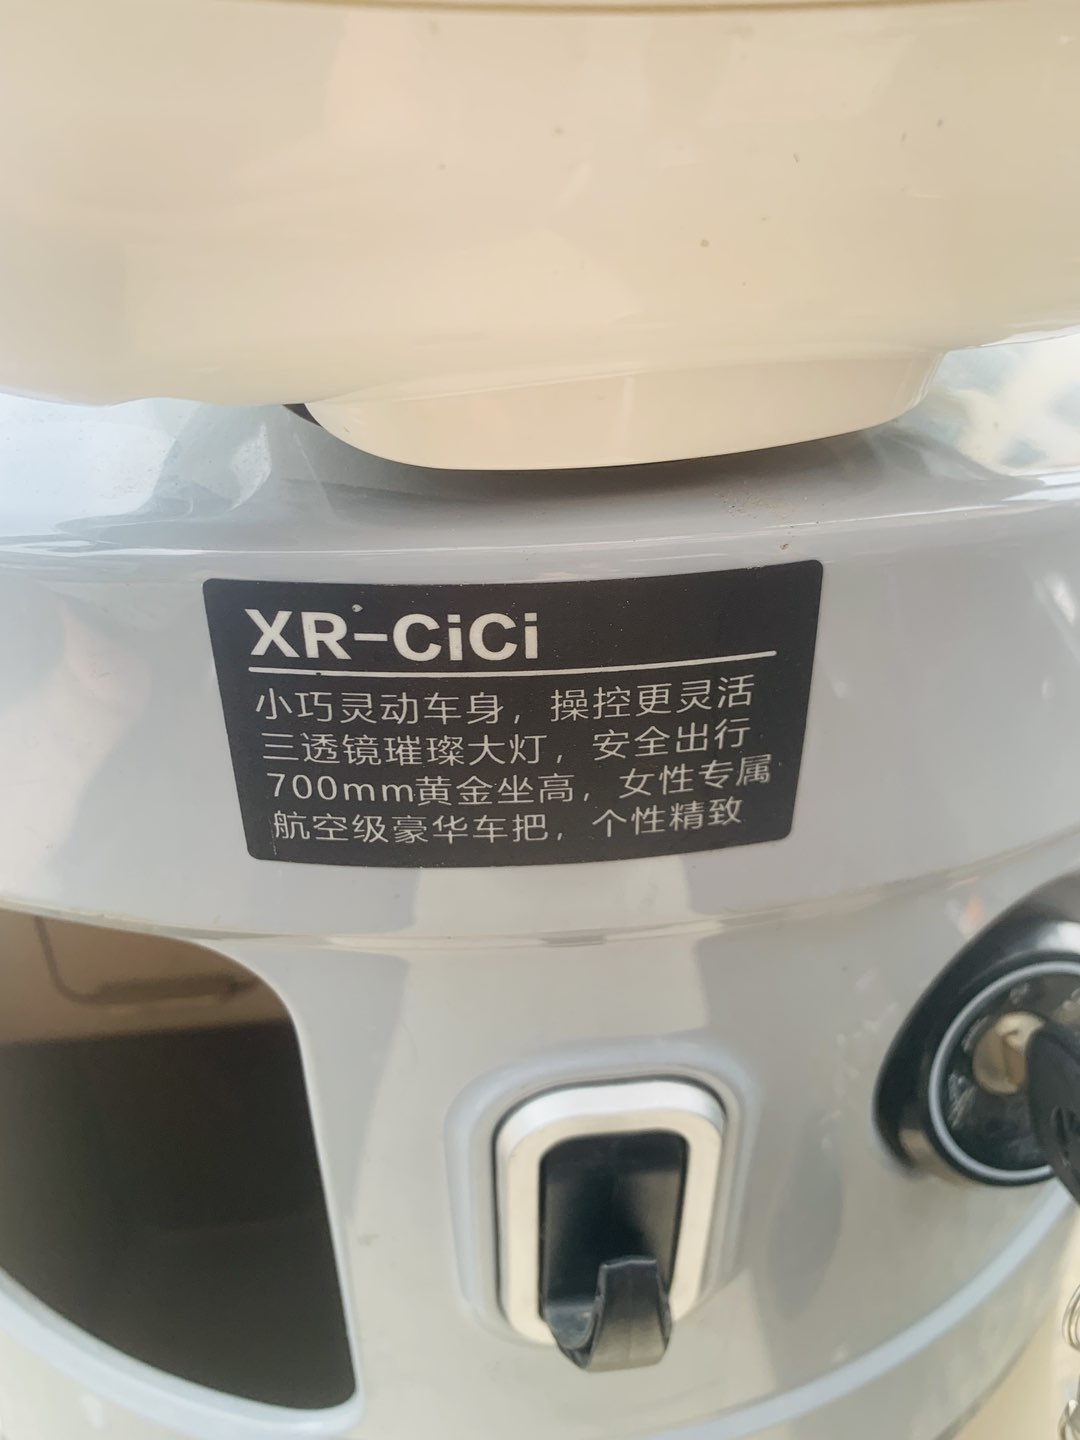 XR-CiCi
小巧灵动车身，操控更灵活
三透镜璀璨大灯，安全出行
700mm黄金坐高，女性专属
航空级豪华车把，个性精致